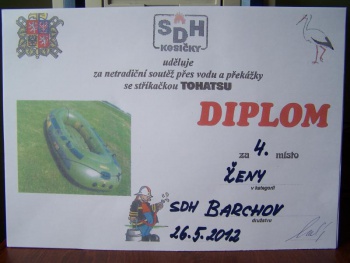 SDH
KOSIČKY
uděluje
za netradiční soutěž přes vodu a překážky
se stříkačkou TOHATSU
DIPLOM
za 4. místo
ŽENY
v kategorii
SDH BARCHOV
družstvo
26.5.2012